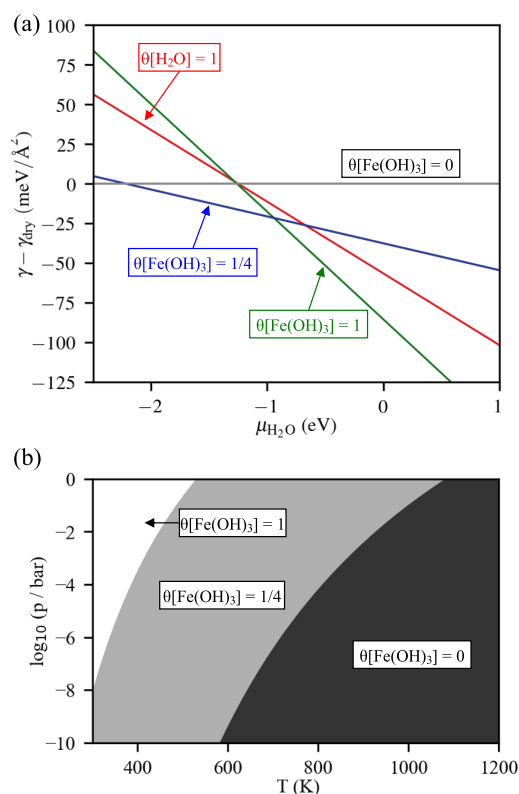 (a)
100
75
50
25
0
−25
−50
−75
−100
−125
γ − γdry (meV/Å²)
θ[H₂O] = 1
θ[Fe(OH)₃] = 0
θ[Fe(OH)₃] = 1/4
θ[Fe(OH)₃] = 1
−2
−1
0
1
μH₂O (eV)
(b)
0
−2
−4
−6
−8
−10
log₁₀ (p / bar)
θ[Fe(OH)₃] = 1
θ[Fe(OH)₃] = 1/4
θ[Fe(OH)₃] = 0
400
600
800
1000
1200
T (K)